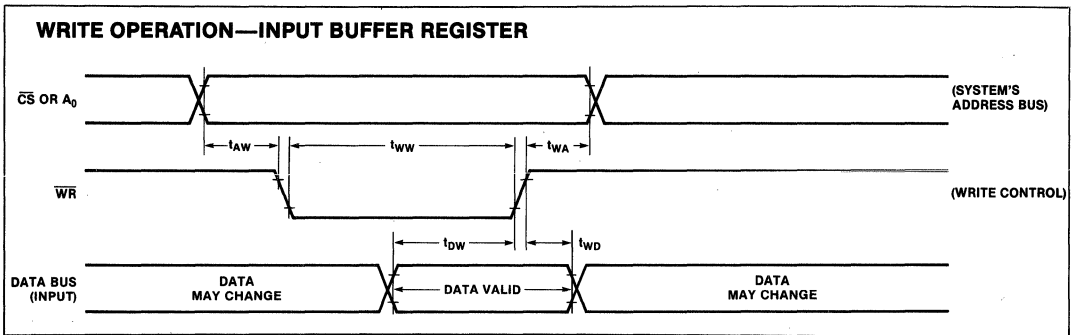 WRITE OPERATION—INPUT BUFFER REGISTER
CS OR A0
(SYSTEM'S
ADDRESS BUS)
tAW
tWW
tWA
WR
(WRITE CONTROL)
tDW
tWD
DATA BUS
(INPUT)
DATA
MAY CHANGE
DATA VALID
DATA
MAY CHANGE